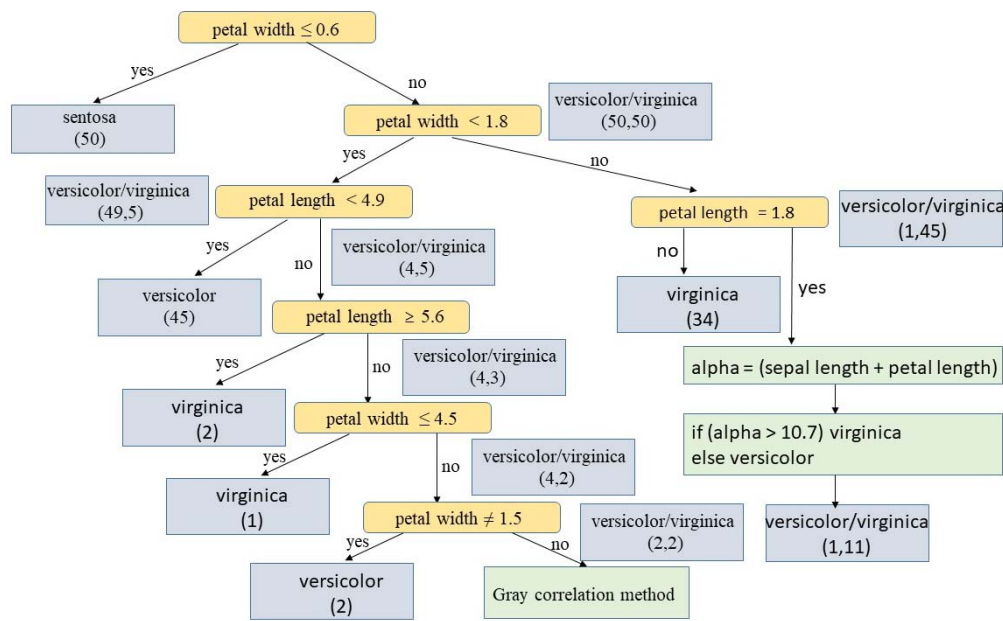 petal width ≤ 0.6
yes
no
sentosa
(50)
petal width < 1.8
versicolor/virginica
(50,50)
yes
no
versicolor/virginica
(49,5)
petal length < 4.9
petal length = 1.8
versicolor/virginica
(1,45)
yes
no
versicolor/virginica
(4,5)
no
yes
versicolor
(45)
virginica
(34)
petal length ≥ 5.6
yes
no
versicolor/virginica
(4,3)
alpha = (sepal length + petal length)
virginica
(2)
petal width ≤ 4.5
if (alpha > 10.7) virginica
else versicolor
yes
no
versicolor/virginica
(4,2)
virginica
(1)
petal width ≠ 1.5
versicolor/virginica
(2,2)
versicolor/virginica
(1,11)
yes
no
versicolor
(2)
Gray correlation method